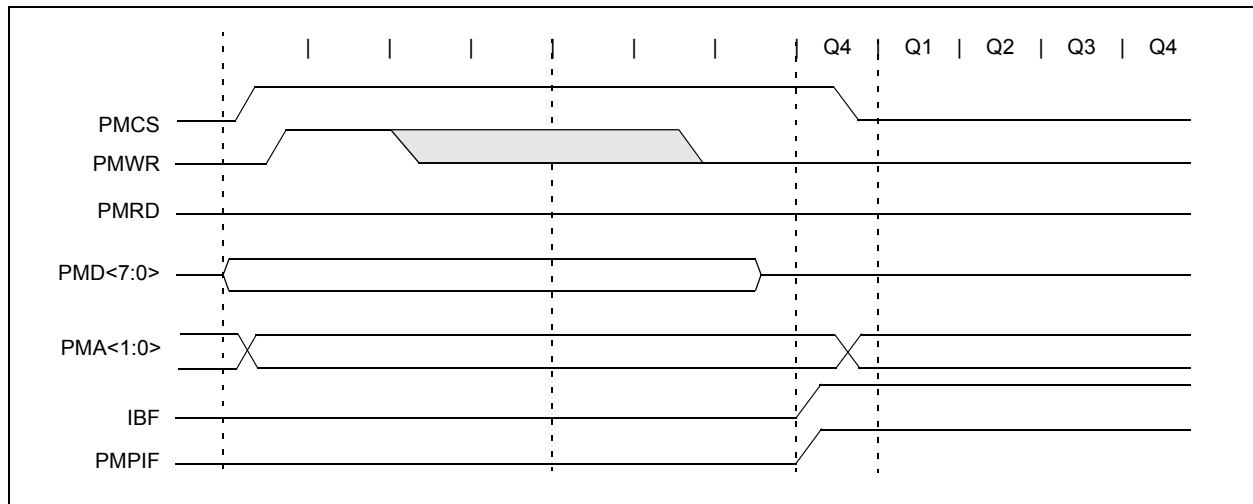 | | | | | | | Q4 | Q1 | Q2 | Q3 | Q4
PMCS
PMWR
PMRD
PMD<7:0>
PMA<1:0>
IBF
PMPIF